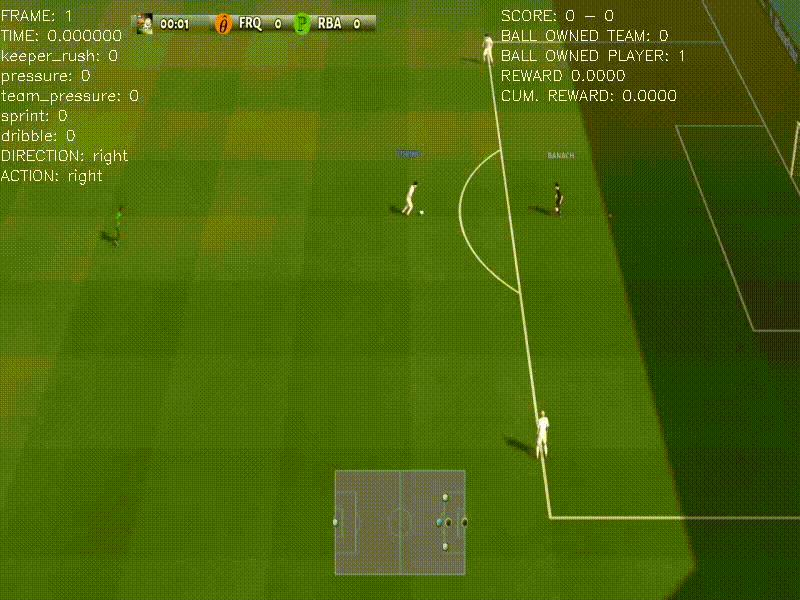 FRAME: 1
TIME: 0.000000
keeper_rush: 0
pressure: 0
team_pressure: 0
sprint: 0
dribble: 0
DIRECTION: right
ACTION: right
00:01 FRQ 0 RBA 0
SCORE: 0 - 0
BALL OWNED TEAM: 0
BALL OWNED PLAYER: 1
REWARD 0.0000
CUM. REWARD: 0.0000
BANACH